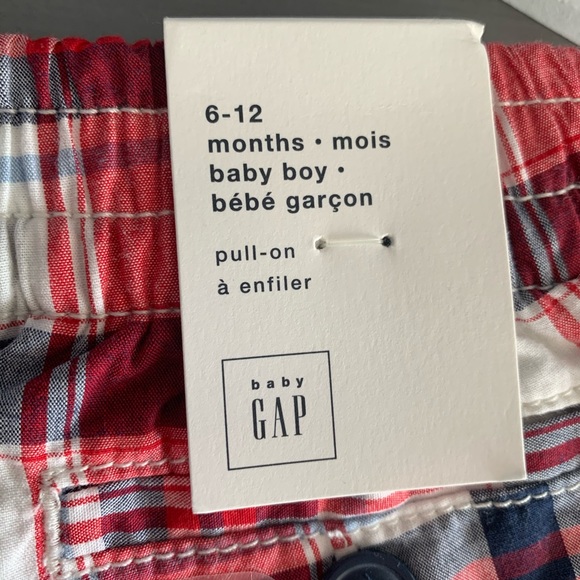 6-12
months • mois
baby boy •
bébé garçon
pull-on
à enfiler
baby
GAP